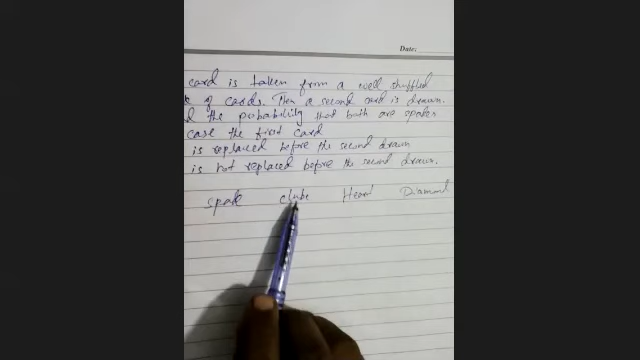 Date:
card is taken from a well shuffled
of cards. Then a second card is drawn.
the probability that both are spades
case the first card
is replaced before the second drawn
is not replaced before the second drawn.
spade clube Heart Diamond